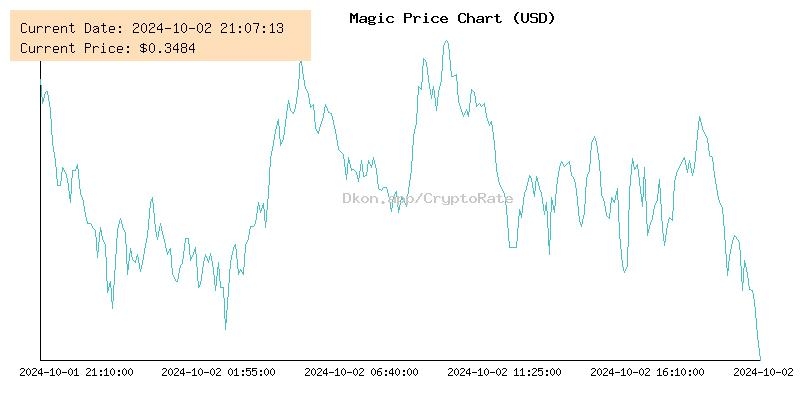 Magic Price Chart (USD)
Current Date: 2024-10-02 21:07:13
Current Price: $0.3484
Dkon.app/CryptoRate
2024-10-01 21:10:00 2024-10-02 01:55:00 2024-10-02 06:40:00 2024-10-02 11:25:00 2024-10-02 16:10:00 2024-10-02